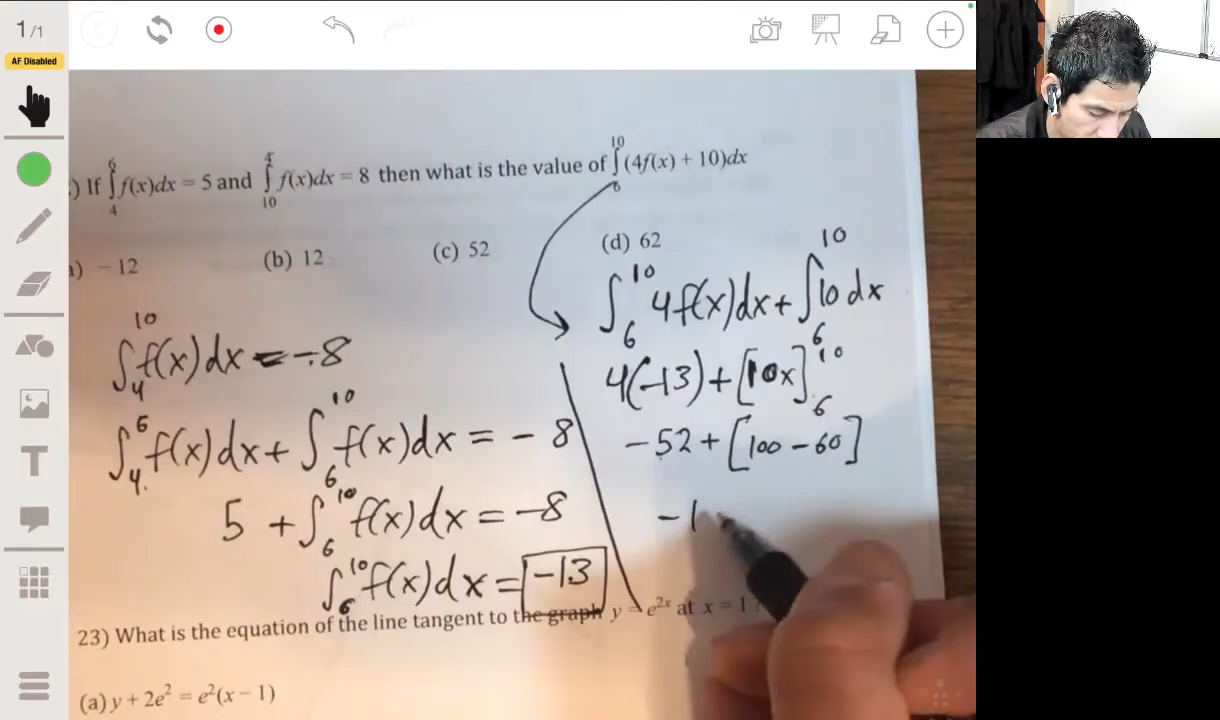 1/1
AF Disabled
.) If ∫₄⁶ f(x)dx = 5 and ∫₁₀⁴ f(x)dx = 8 then what is the value of ∫₆¹⁰ (4f(x) + 10)dx
a) − 12 (b) 12 (c) 52 (d) 62
∫₄¹⁰ f(x)dx = -8
∫₄⁶ f(x)dx + ∫₆¹⁰ f(x)dx = -8
5 + ∫₆¹⁰ f(x)dx = -8
∫₆¹⁰ f(x)dx = -13
∫₆¹⁰ 4f(x)dx + ∫₆¹⁰ 10 dx
4(-13) + [10x]₆¹⁰
-52 + [100 - 60]
-1
23) What is the equation of the line tangent to the graph y = e²ˣ at x = 1 ?
(a) y + 2e² = e²(x − 1)
T